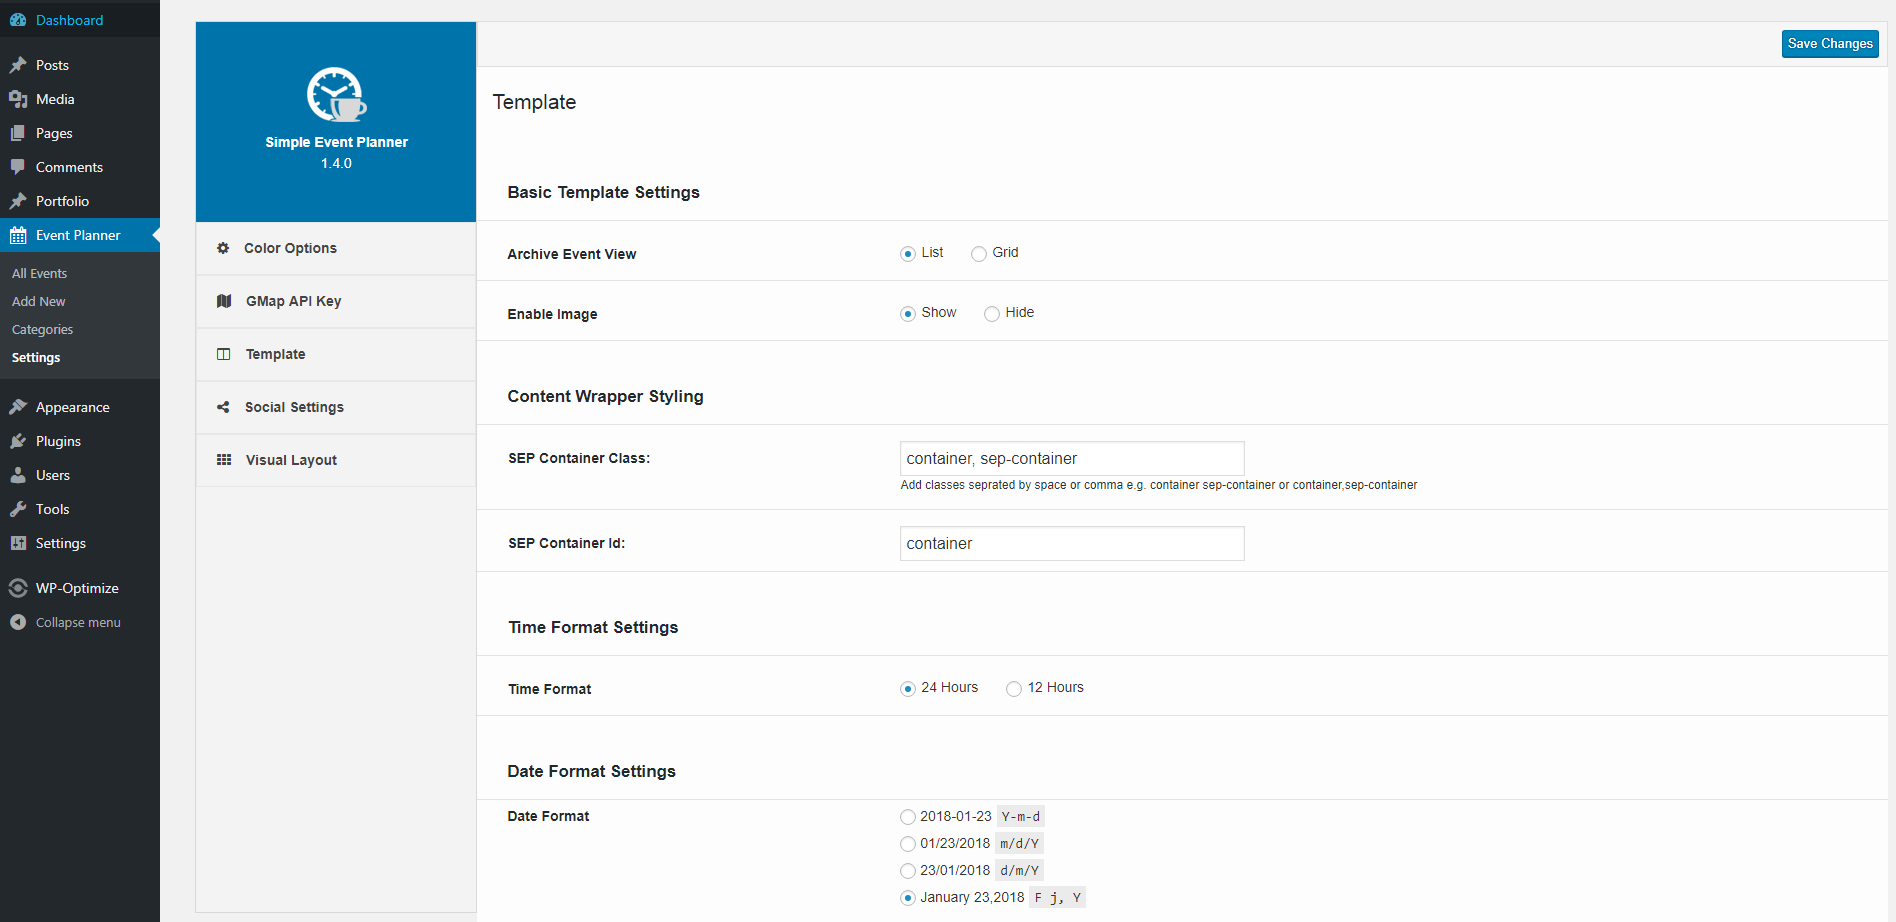 Dashboard
Posts
Media
Pages
Comments
Portfolio
Event Planner
All Events
Add New
Categories
Settings
Appearance
Plugins
Users
Tools
Settings
WP-Optimize
Collapse menu
Simple Event Planner
1.4.0
Color Options
GMap API Key
Template
Social Settings
Visual Layout
Save Changes
Template
Basic Template Settings
Archive Event View List Grid
Enable Image Show Hide
Content Wrapper Styling
SEP Container Class: container, sep-container
Add classes seprated by space or comma e.g. container sep-container or container,sep-container
SEP Container Id: container
Time Format Settings
Time Format 24 Hours 12 Hours
Date Format Settings
Date Format 2018-01-23 Y-m-d
01/23/2018 m/d/Y
23/01/2018 d/m/Y
January 23,2018 F j, Y